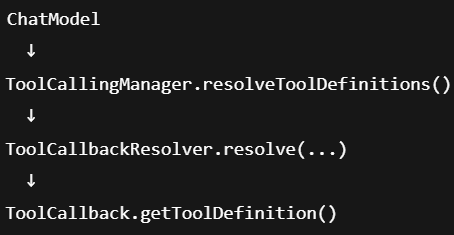 ChatModel
↓
ToolCallingManager.resolveToolDefinitions()
↓
ToolCallbackResolver.resolve(...)
↓
ToolCallback.getToolDefinition()